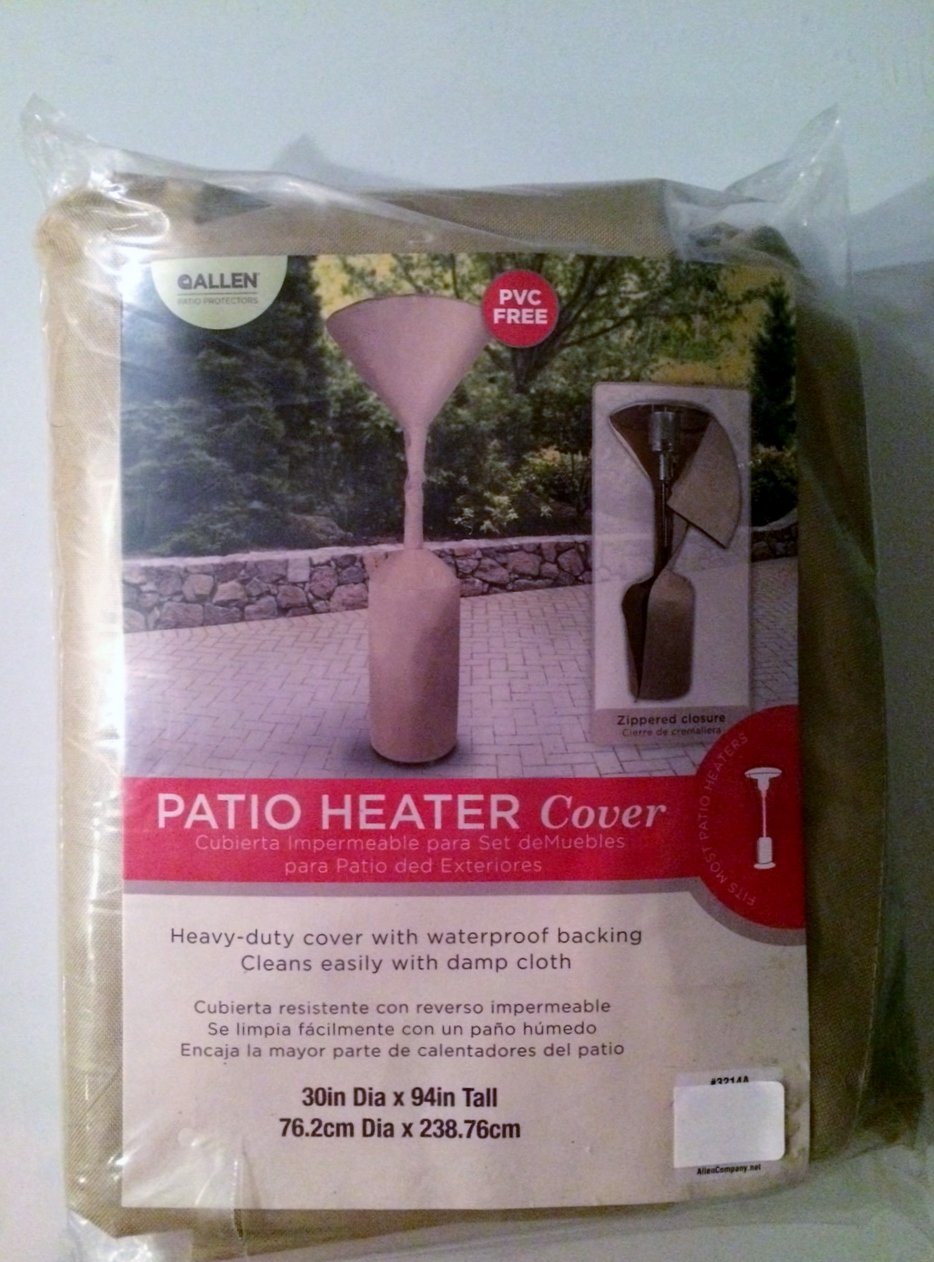 ALLEN
PATIO PROTECTORS
PVC
FREE
Zippered closure
Cierre de cremallera
FITS MOST PATIO HEATERS
PATIO HEATER Cover
Cubierta Impermeable para Set deMuebles
para Patio ded Exteriores
Heavy-duty cover with waterproof backing
Cleans easily with damp cloth
Cubierta resistente con reverso impermeable
Se limpia fácilmente con un paño húmedo
Encaja la mayor parte de calentadores del patio
30in Dia x 94in Tall
76.2cm Dia x 238.76cm
#3214A
AllenCompany.net